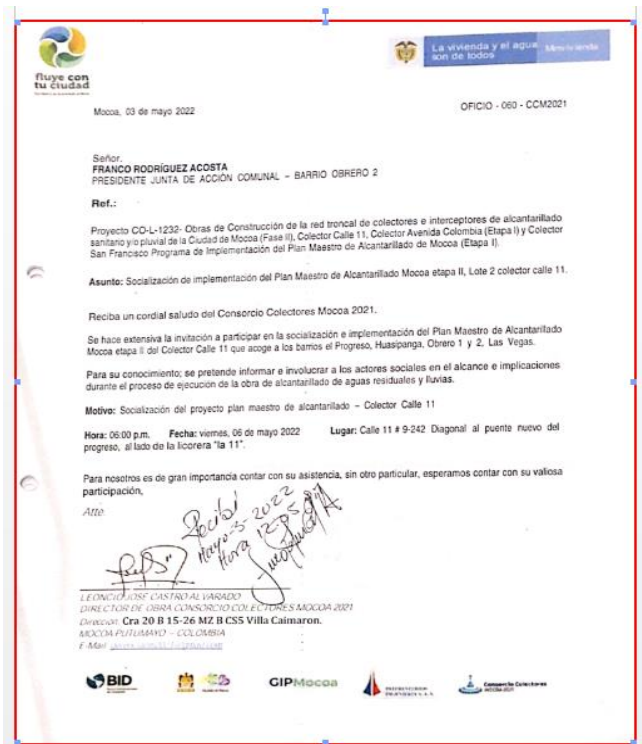 fluye con
tu ciudad
La vivienda y el agua
son de todos
Minvivienda
Mocoa, 03 de mayo 2022
OFICIO - 060 - CCM2021
Señor.
FRANCO RODRÍGUEZ ACOSTA
PRESIDENTE JUNTA DE ACCIÓN COMUNAL – BARRIO OBRERO 2
Ref.:
Proyecto CO-L-1232- Obras de Construcción de la red troncal de colectores e interceptores de alcantarillado
sanitario y/o pluvial de la Ciudad de Mocoa (Fase II), Colector Calle 11, Colector Avenida Colombia (Etapa I) y Colector
San Francisco Programa de Implementación del Plan Maestro de Alcantarillado de Mocoa (Etapa I).
Asunto: Socialización de implementación del Plan Maestro de Alcantarillado Mocoa etapa II, Lote 2 colector calle 11.
Reciba un cordial saludo del Consorcio Colectores Mocoa 2021.
Se hace extensiva la invitación a participar en la socialización e implementación del Plan Maestro de Alcantarillado
Mocoa etapa II del Colector Calle 11 que acoge a los barrios el Progreso, Huasipanga, Obrero 1 y 2, Las Vegas.
Para su conocimiento; se pretende informar e involucrar a los actores sociales en el alcance e implicaciones
durante el proceso de ejecución de la obra de alcantarillado de aguas residuales y lluvias.
Motivo: Socialización del proyecto plan maestro de alcantarillado – Colector Calle 11
Hora: 06:00 p.m. Fecha: viernes, 06 de mayo 2022 Lugar: Calle 11 # 9-242 Diagonal al puente nuevo del
progreso, al lado de la licorera "la 11".
Para nosotros es de gran importancia contar con su asistencia, sin otro particular, esperamos contar con su valiosa
participación,
Atte.
Recibi
Mayo-3-2022
Hora 12-05
LEONCIO JOSE CASTRO ALVARADO
DIRECTOR DE OBRA CONSORCIO COLECTORES MOCOA 2021
Dirección: Cra 20 B 15-26 MZ B CS5 Villa Caimaron.
MOCOA PUTUMAYO – COLOMBIA
E-Mail:
BID
GIPMocoa
Consorcio Colectores
MOCOA 2021